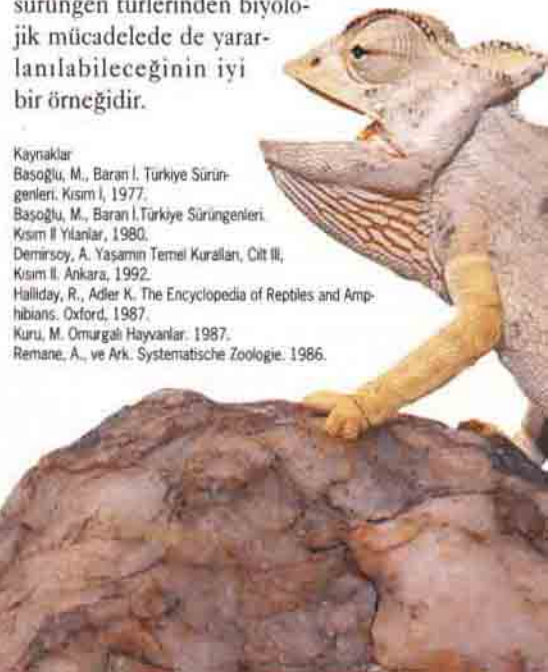 sürüngen türlerinden biyolo-
jik mücadelede de yarar-
lanılabileceğinin iyi
bir örneğidir.
Kaynaklar
Başoğlu, M., Baran İ. Türkiye Sürün-
genleri. Kısım I, 1977.
Başoğlu, M., Baran İ.Türkiye Sürüngenleri.
Kısım II Yılanlar, 1980.
Demirsoy, A. Yaşamın Temel Kuralları, Cilt III,
Kısım II. Ankara, 1992.
Halliday, R., Adler K. The Encyclopedia of Reptiles and Amp-
hibians. Oxford, 1987.
Kuru, M. Omurgalı Hayvanlar. 1987.
Remane, A., ve Ark. Systematische Zoologie. 1986.